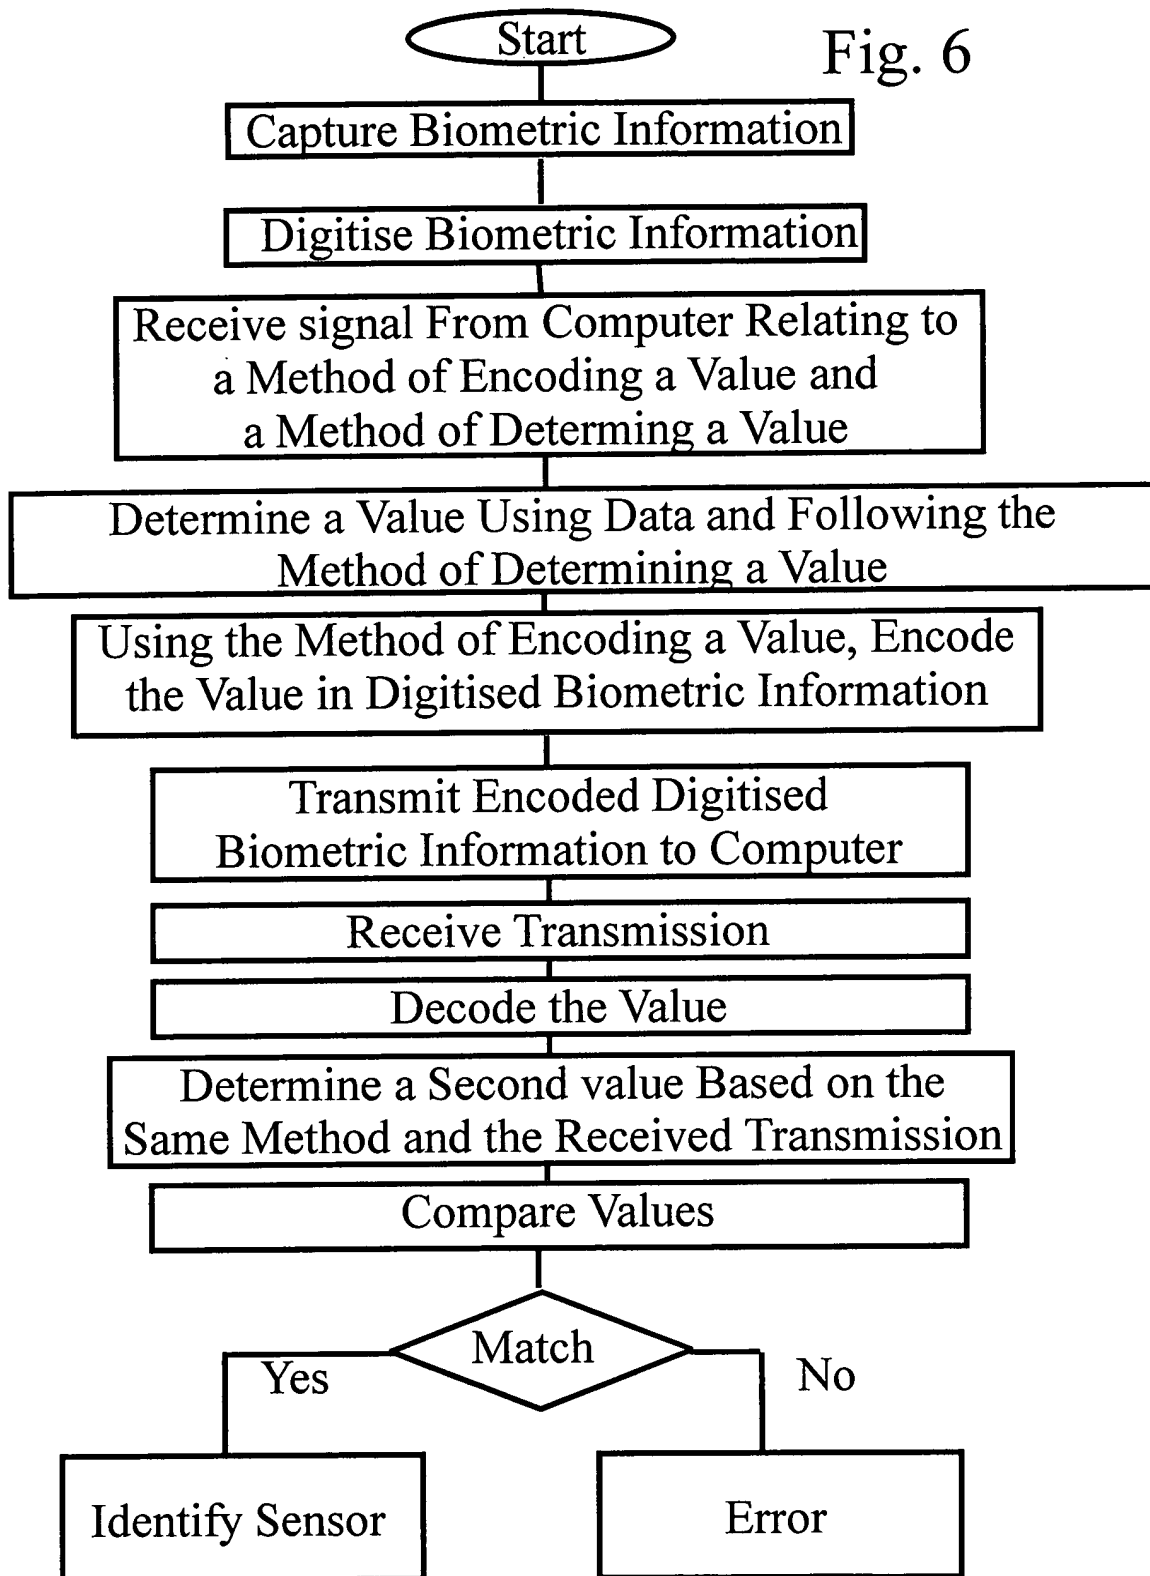 Start
Fig. 6
Capture Biometric Information
Digitise Biometric Information
Receive signal From Computer Relating to
a Method of Encoding a Value and
a Method of Determing a Value
Determine a Value Using Data and Following the
Method of Determining a Value
Using the Method of Encoding a Value, Encode
the Value in Digitised Biometric Information
Transmit Encoded Digitised
Biometric Information to Computer
Receive Transmission
Decode the Value
Determine a Second value Based on the
Same Method and the Received Transmission
Compare Values
Match
Yes
No
Identify Sensor
Error